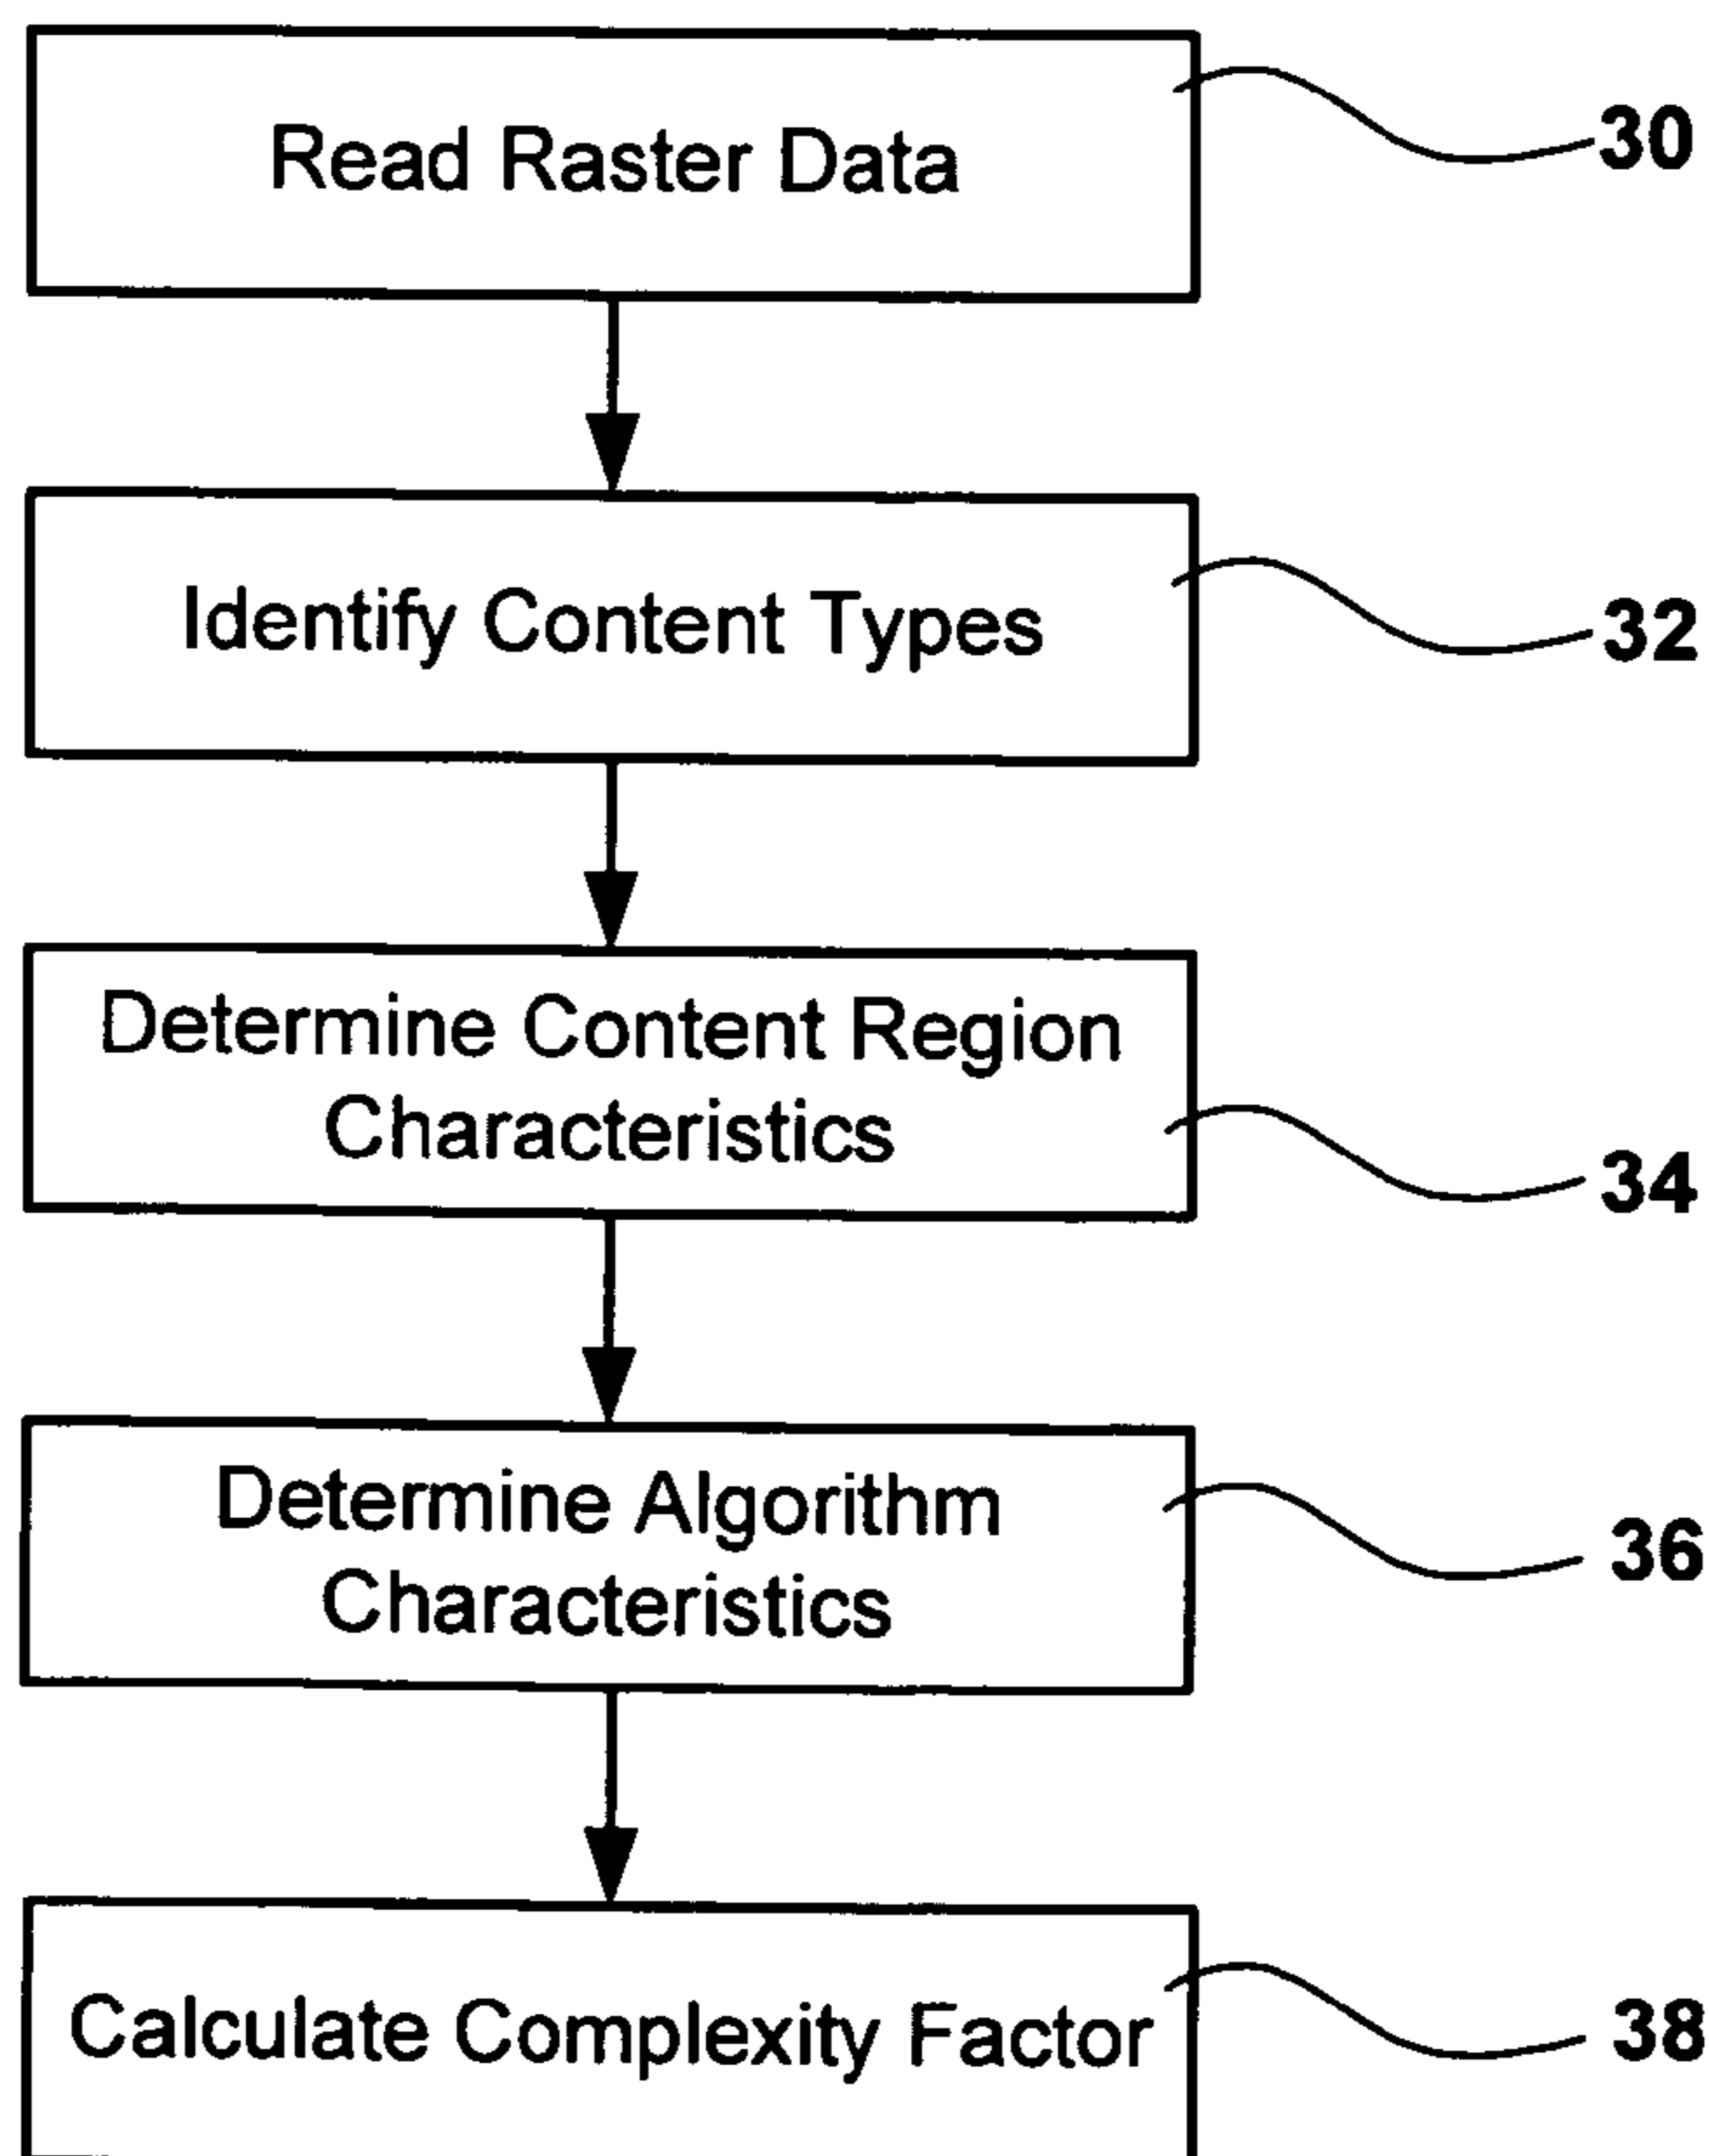 Read Raster Data
30
Identify Content Types
32
Determine Content Region
Characteristics
34
Determine Algorithm
Characteristics
36
Calculate Complexity Factor
38